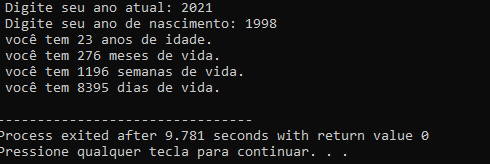 Digite seu ano atual: 2021
Digite seu ano de nascimento: 1998
você tem 23 anos de idade.
você tem 276 meses de vida.
você tem 1196 semanas de vida.
você tem 8395 dias de vida.
--------------------------------
Process exited after 9.781 seconds with return value 0
Pressione qualquer tecla para continuar. . .